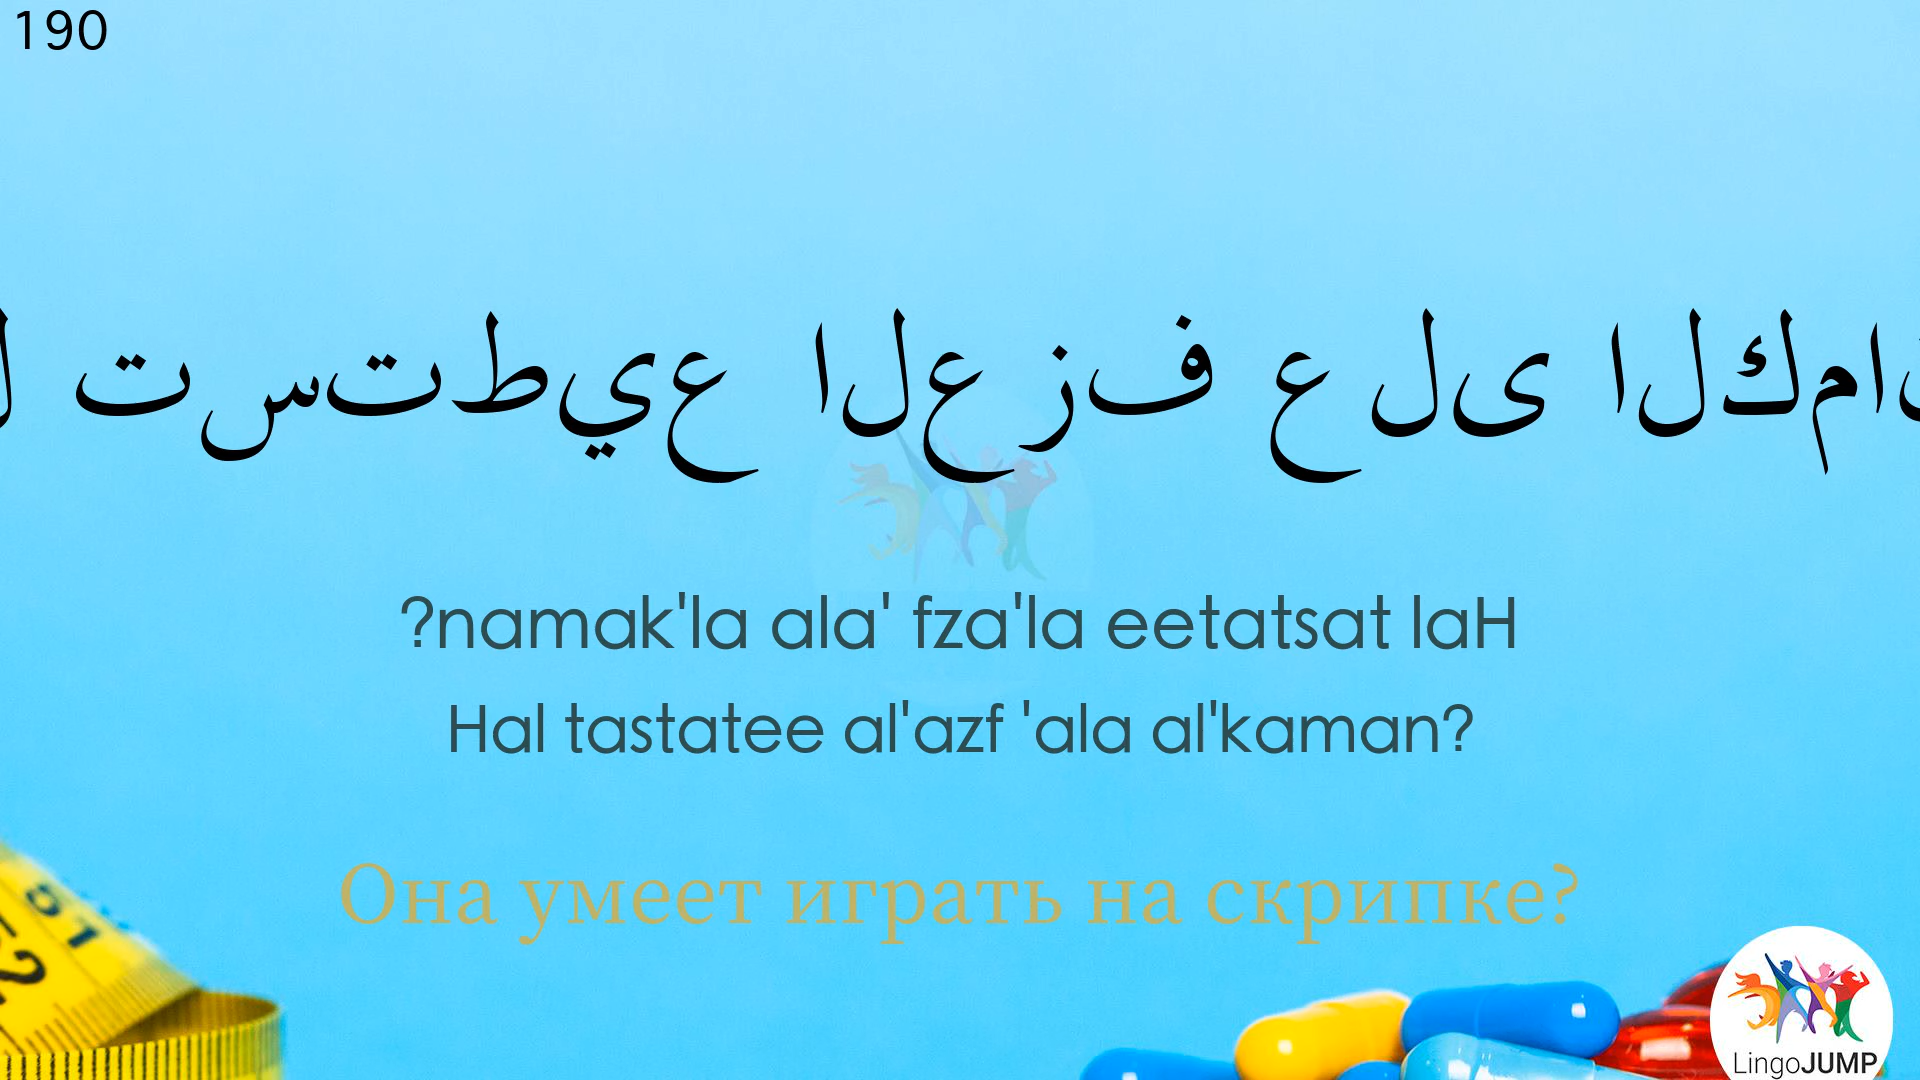 190
ل تستطيع العزف على الكمان
?namak'la ala' fza'la eetatsat laH
Hal tastatee al'azf 'ala al'kaman?
Она умеет играть на скрипке?
LingoJUMP